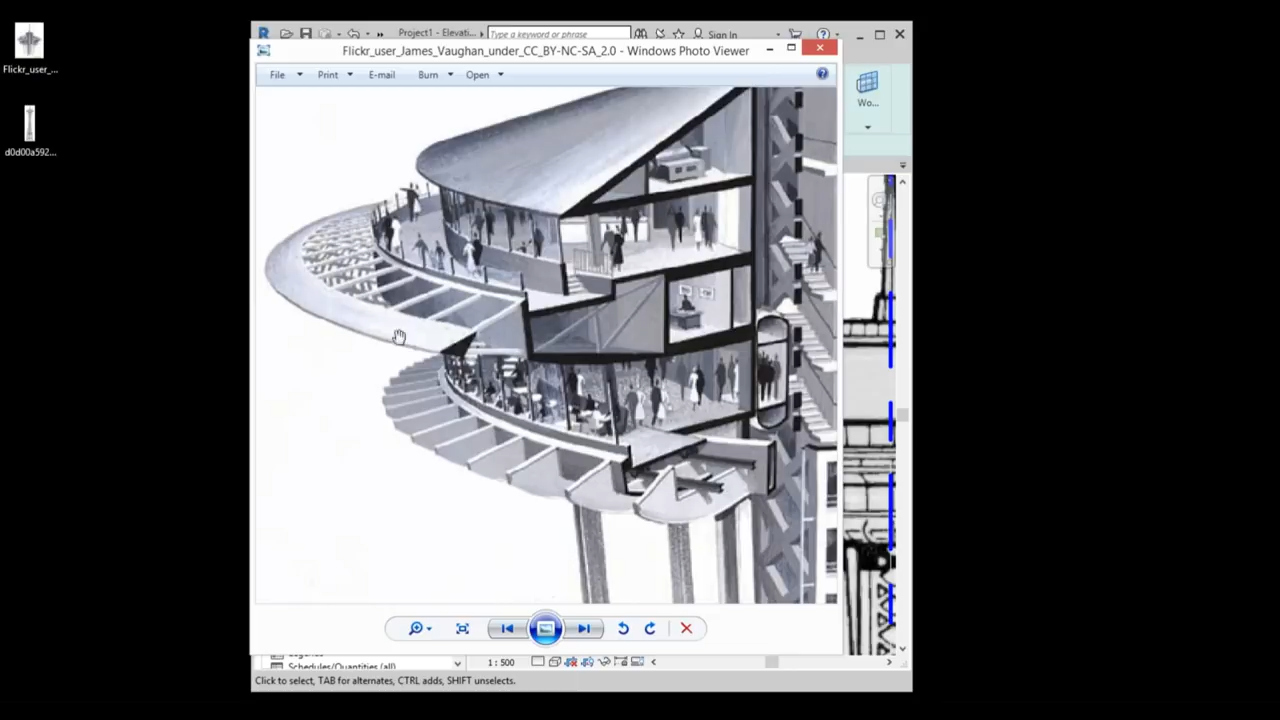 Project1 - Elevati...
Type a keyword or phrase
Sign In
Flickr_user_James_Vaughan_under_CC_BY-NC-SA_2.0 - Windows Photo Viewer
File
Print
E-mail
Burn
Open
Flickr_user_...
d0d00a592...
Wo...
Schedules/Quantities (all)
1 : 500
Click to select, TAB for alternates, CTRL adds, SHIFT unselects.